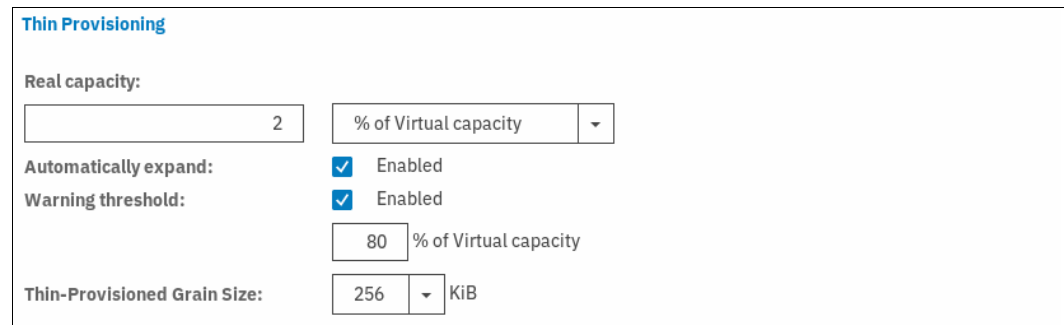 Thin Provisioning
Real capacity:
2 % of Virtual capacity
Automatically expand: Enabled
Warning threshold: Enabled
80 % of Virtual capacity
Thin-Provisioned Grain Size: 256 KiB